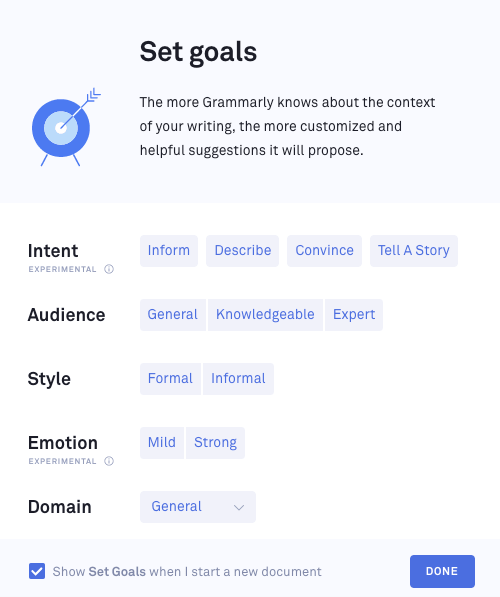 Set goals
The more Grammarly knows about the context
of your writing, the more customized and
helpful suggestions it will propose.
Intent
EXPERIMENTAL
Inform Describe Convince Tell A Story
Audience General Knowledgeable Expert
Style Formal Informal
Emotion Mild Strong
EXPERIMENTAL
Domain General
Show Set Goals when I start a new document DONE